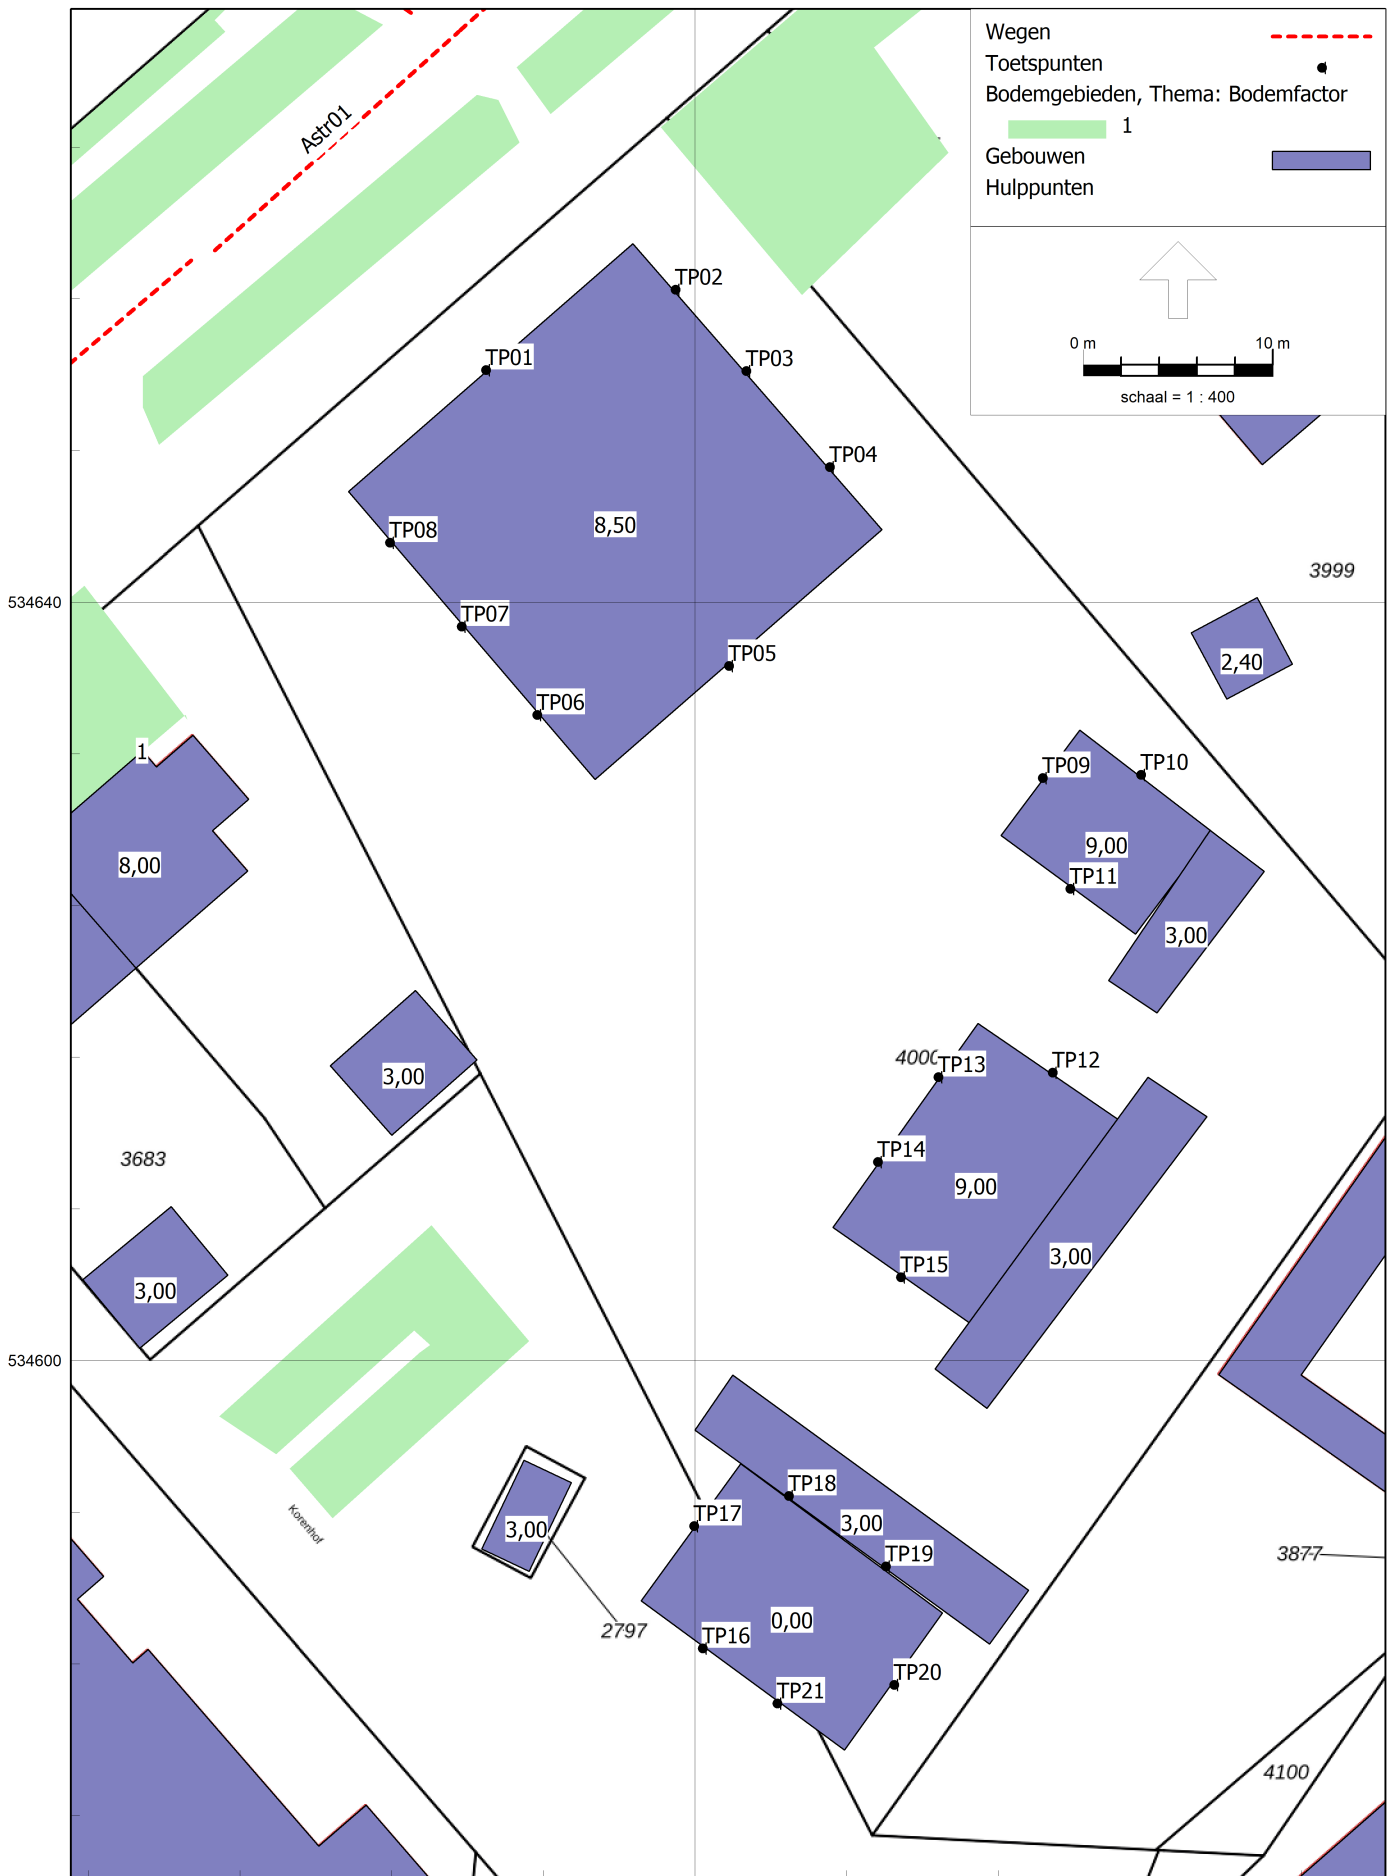 Wegen
Toetspunten
Bodemgebieden, Thema: Bodemfactor
1
Gebouwen
Hulppunten
0 m 10 m
schaal = 1 : 400
Astr01
TP02
TP01
TP03
TP04
8,50
TP08
3999
534640
TP07
TP05
2,40
TP06
1
TP09
TP10
9,00
8,00
TP11
3,00
4000
TP13
TP12
3,00
3683
TP14
9,00
3,00
TP15
3,00
534600
TP18
TP17
3,00
Korenhof
3,00
TP19
3877
0,00
2797
TP16
TP20
TP21
4100